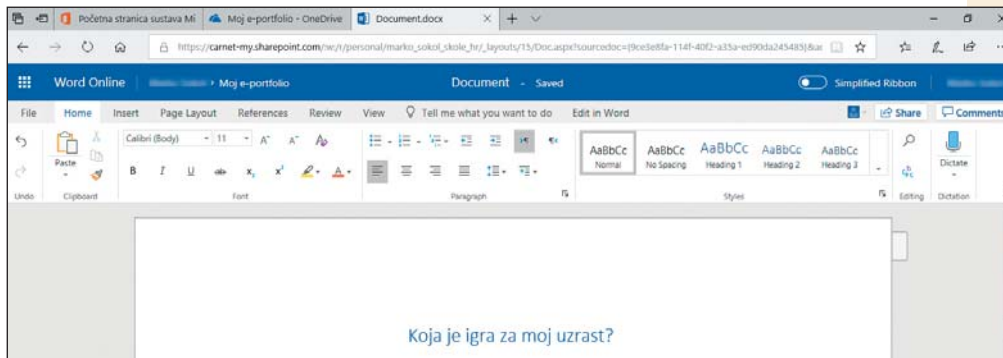 Početna stranica sustava Mi
Moj e-portfolio - OneDrive
Document.docx
https://carnet-my.sharepoint.com/:w:/r/personal/marko_sokol_skole_hr/_layouts/15/Doc.aspx?sourcedoc=
Word Online
Moj e-portfolio
Document - Saved
Simplified Ribbon
File Home Insert Page Layout References Review View Tell me what you want to do Edit in Word Share Comments
Calibri (Body) 11
Paste
B I U abc x₂ x² A
AaBbCc AaBbCc AaBbCc AaBbCc AaBbCc
Normal No Spacing Heading 1 Heading 2 Heading 3
Dictate
Undo Clipboard Font Paragraph Styles Editing Dictation
Koja je igra za moj uzrast?